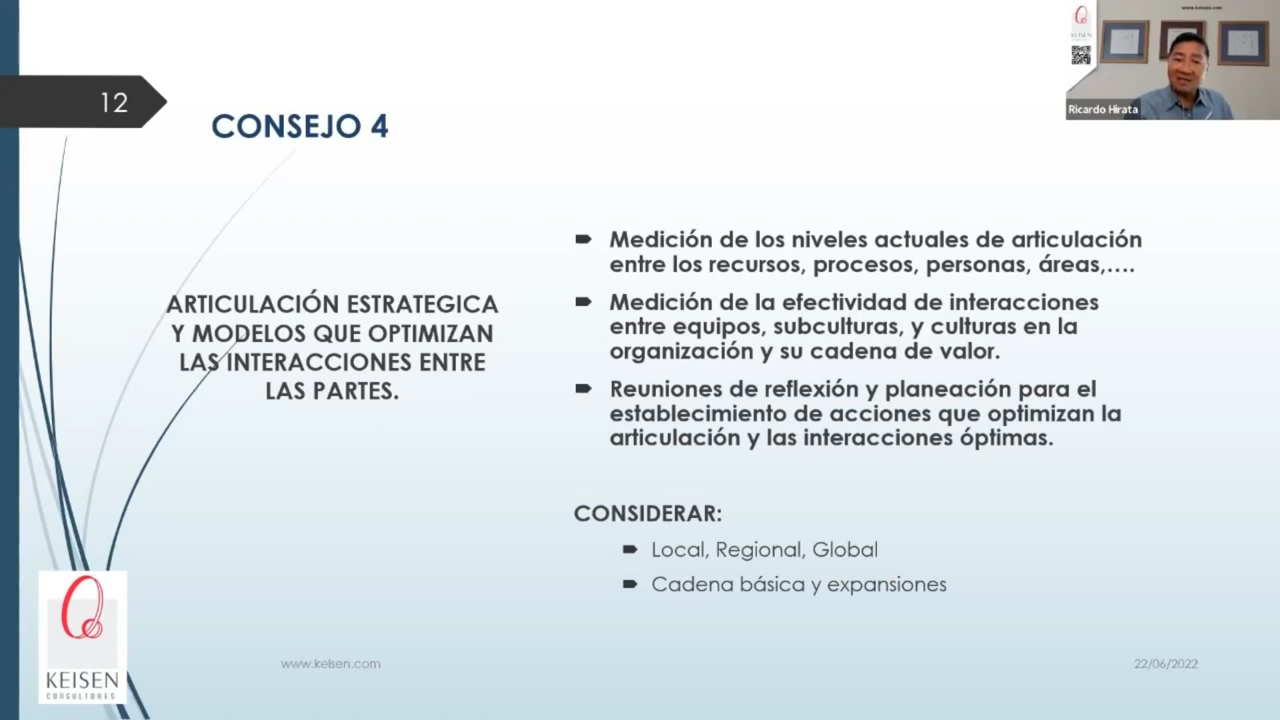 12
CONSEJO 4
ARTICULACIÓN ESTRATEGICA
Y MODELOS QUE OPTIMIZAN
LAS INTERACCIONES ENTRE
LAS PARTES.
Medición de los niveles actuales de articulación
entre los recursos, procesos, personas, áreas,....
Medición de la efectividad de interacciones
entre equipos, subculturas, y culturas en la
organización y su cadena de valor.
Reuniones de reflexión y planeación para el
establecimiento de acciones que optimizan la
articulación y las interacciones óptimas.
CONSIDERAR:
Local, Regional, Global
Cadena básica y expansiones
KEISEN
CONSULTORES
www.keisen.com
22/06/2022
www.keisen.com
KEISEN
Ricardo Hirata